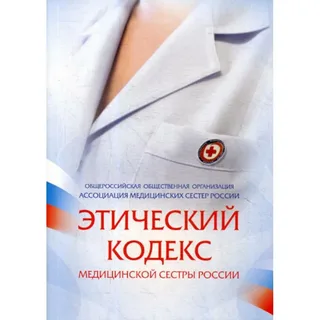 ОБЩЕРОССИЙСКАЯ ОБЩЕСТВЕННАЯ ОРГАНИЗАЦИЯ
АССОЦИАЦИЯ МЕДИЦИНСКИХ СЕСТЕР РОССИИ
ЭТИЧЕСКИЙ
КОДЕКС
МЕДИЦИНСКОЙ СЕСТРЫ РОССИИ